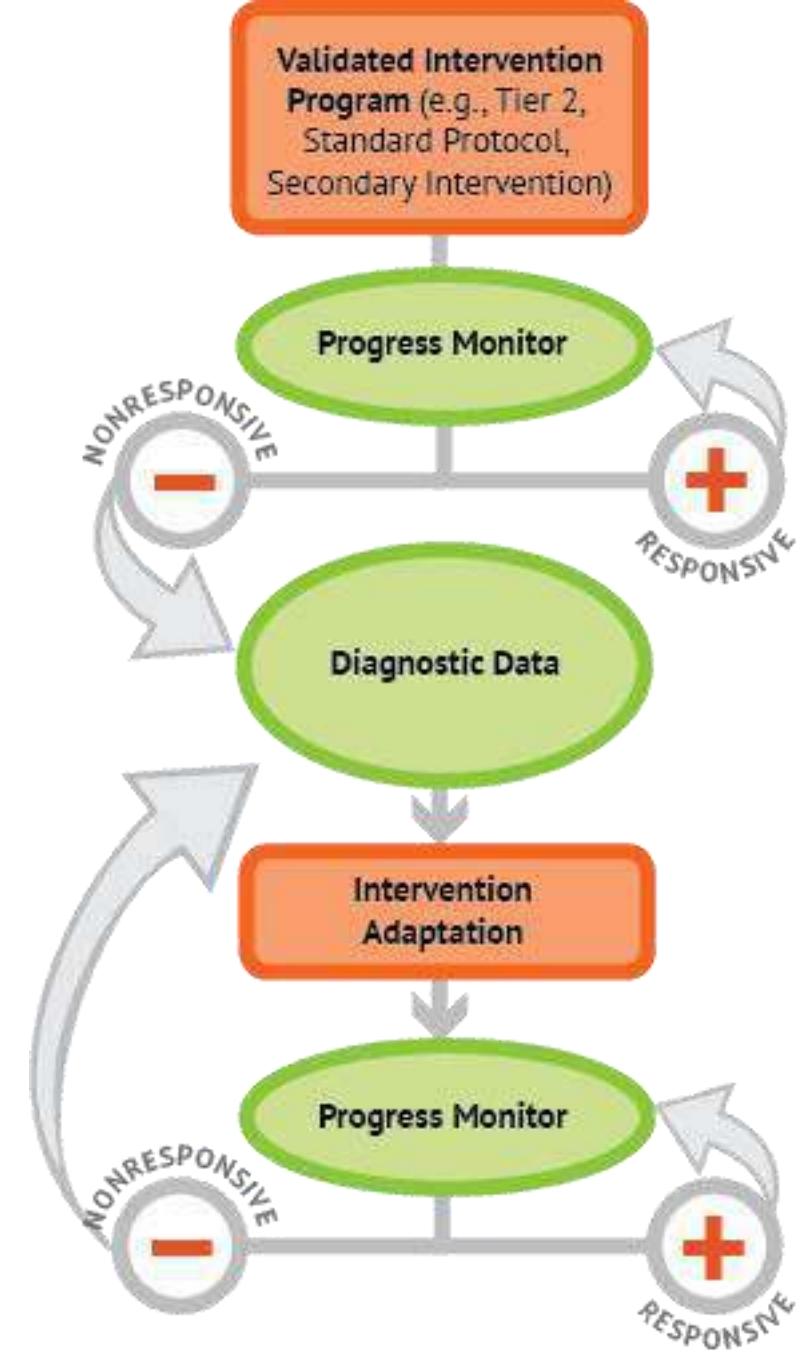 Validated Intervention
Program (e.g., Tier 2,
Standard Protocol,
Secondary Intervention)
Progress Monitor
NONRESPONSIVE
RESPONSIVE
Diagnostic Data
Intervention
Adaptation
Progress Monitor
NONRESPONSIVE
RESPONSIVE